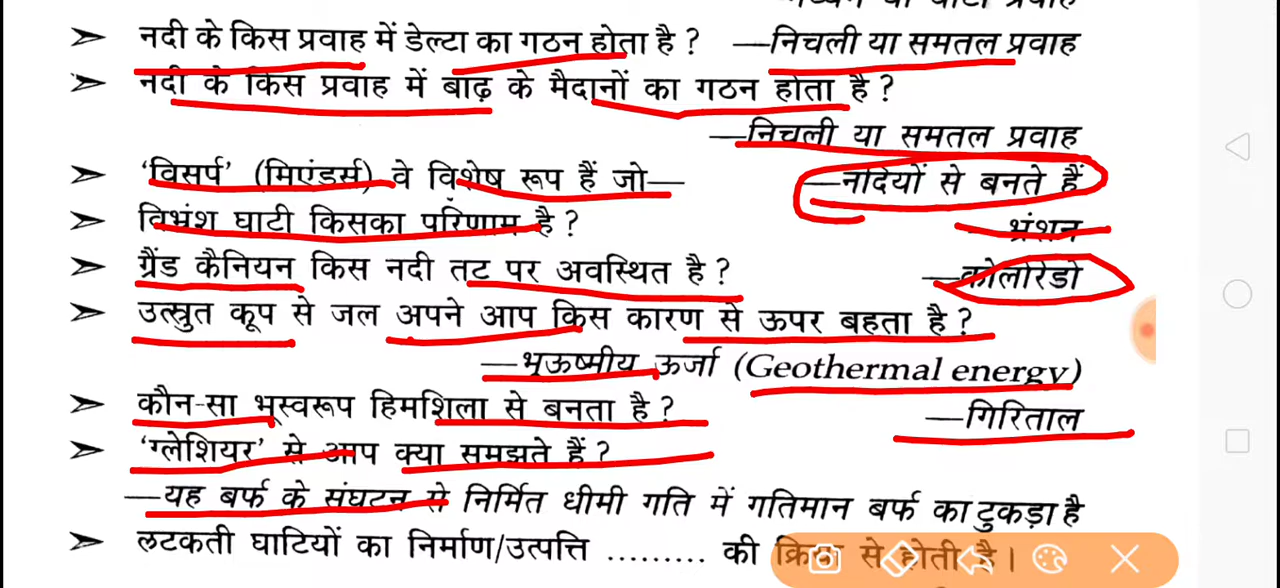 ➢ नदी के किस प्रवाह में डेल्टा का गठन होता है? —निचली या समतल प्रवाह
➢ नदी के किस प्रवाह में बाढ़ के मैदानों का गठन होता है?
—निचली या समतल प्रवाह
➢ 'विसर्प' (मिएंडर्स) वे विशेष रूप हैं जो— —नदियों से बनते हैं
➢ विभ्रंश घाटी किसका परिणाम है? —भ्रंशन
➢ ग्रैंड कैनियन किस नदी तट पर अवस्थित है? —कोलोरेडो
➢ उत्स्रुत कूप से जल अपने आप किस कारण से ऊपर बहता है?
—भूऊष्मीय ऊर्जा (Geothermal energy)
➢ कौन-सा भूस्वरूप हिमशिला से बनता है? —गिरिताल
➢ 'ग्लेशियर' से आप क्या समझते हैं?
—यह बर्फ के संघटन से निर्मित धीमी गति में गतिमान बर्फ का टुकड़ा है
➢ लटकती घाटियों का निर्माण/उत्पत्ति ......... की क्रिया से होती है।